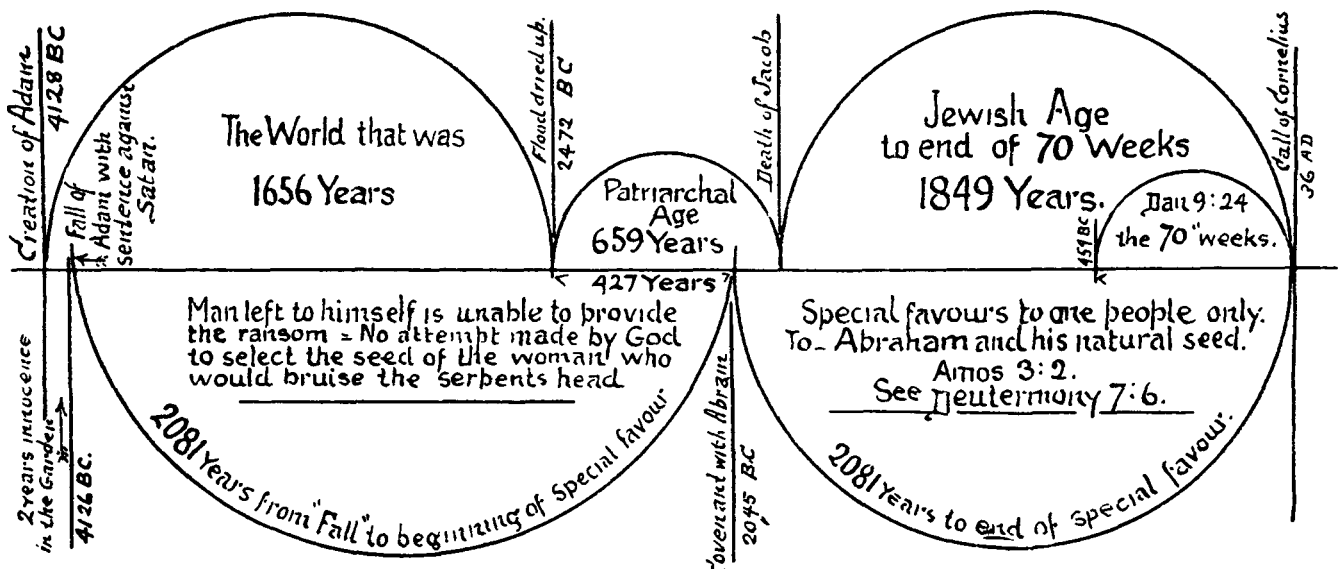 Creation of Adam
4128 BC
Fall of
Adam with
sentence against
Satan.
The World that was
1656 Years
Flood dried up.
2472 BC
Patriarchal
Age
659 Years
427 Years
Death of Jacob
Jewish Age
to end of 70 Weeks
1849 Years.
454 BC
Dan 9:24
the 70 "weeks.
Call of Cornelius
36 AD
2 years innocence
in the Garden
4126 BC.
Man left to himself is unable to provide
the ransom = No attempt made by God
to select the seed of the woman who
would bruise the serpents head
2081 Years from "Fall" to beginning of special favour
Covenant with Abram
2045 BC
Special favours to one people only.
To - Abraham and his natural seed.
Amos 3:2.
See Deutermony 7:6.
2081 Years to end of special favour.